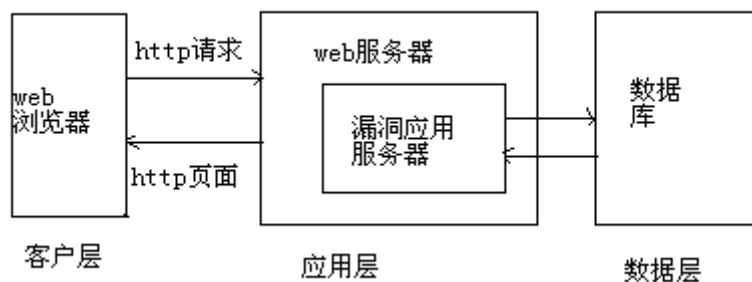 http请求
web服务器
web
浏览器
漏洞应用
服务器
数据
库
http页面
客户层
应用层
数据层